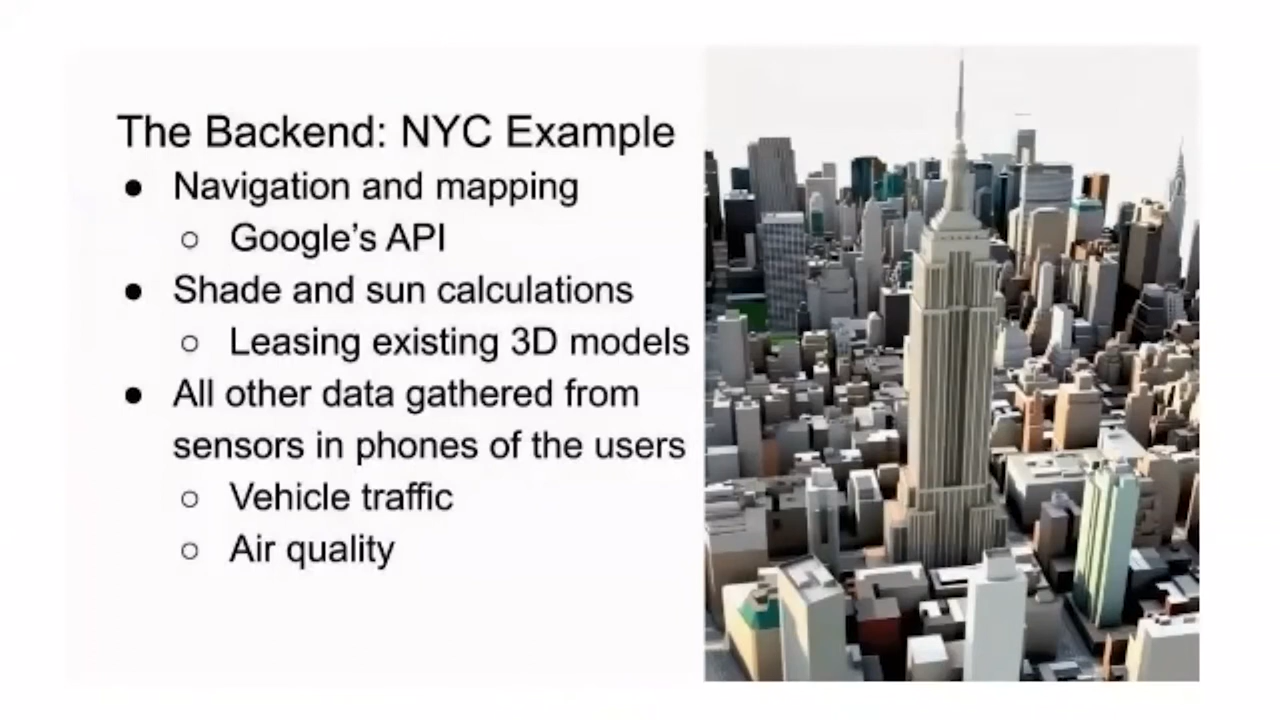 The Backend: NYC Example
● Navigation and mapping
○ Google’s API
● Shade and sun calculations
○ Leasing existing 3D models
● All other data gathered from
sensors in phones of the users
○ Vehicle traffic
○ Air quality